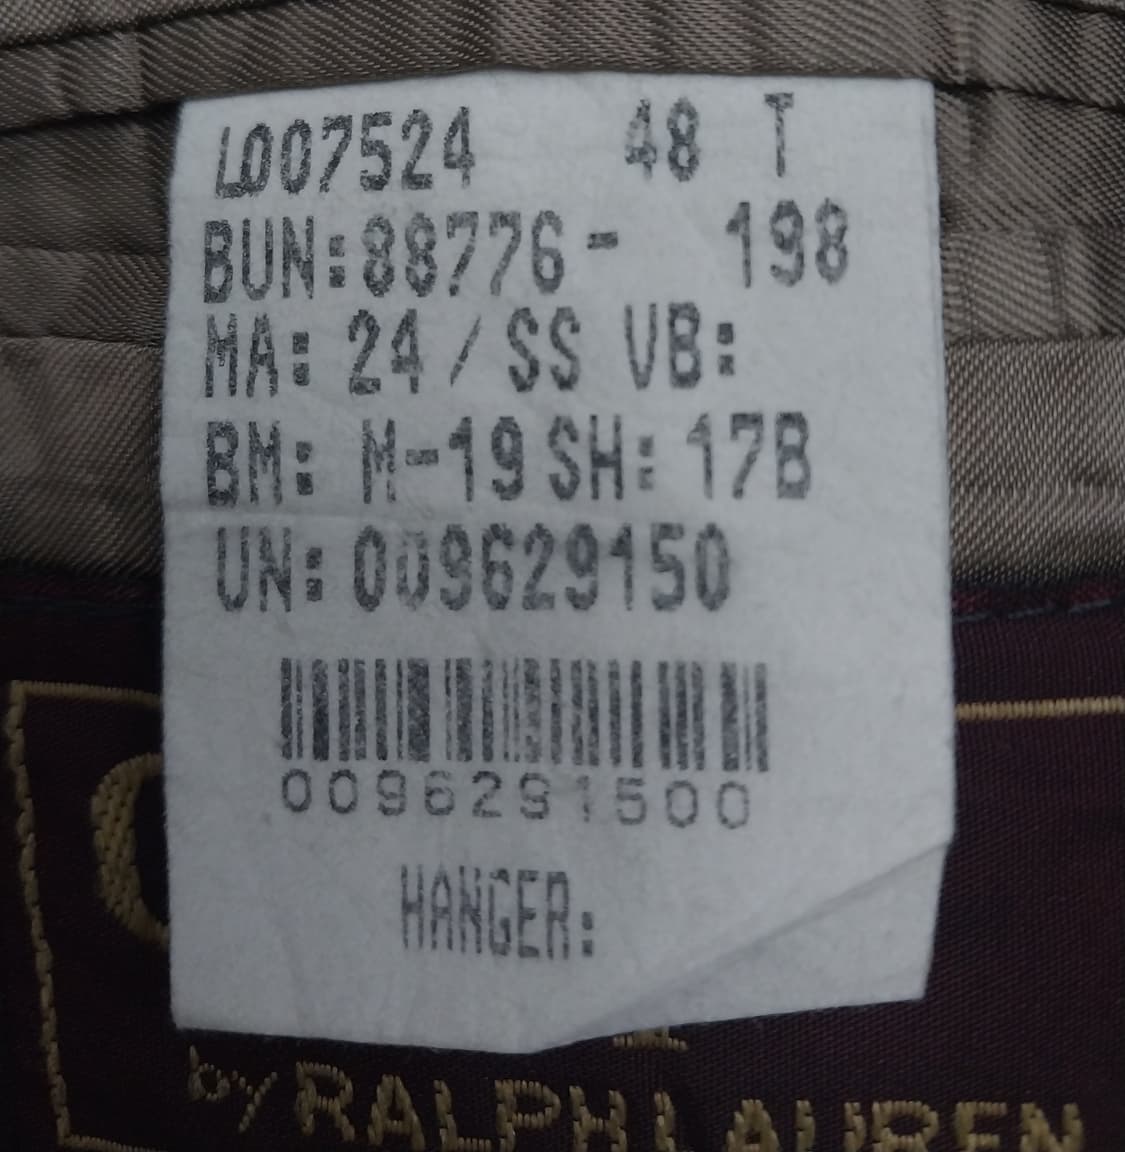 L007524 48 T
BUN:88776- 198
MA: 24 / SS VB:
BM: M-19 SH: 17B
UN: 009629150
0096291500
HANGER:
by RALPH LAUREN